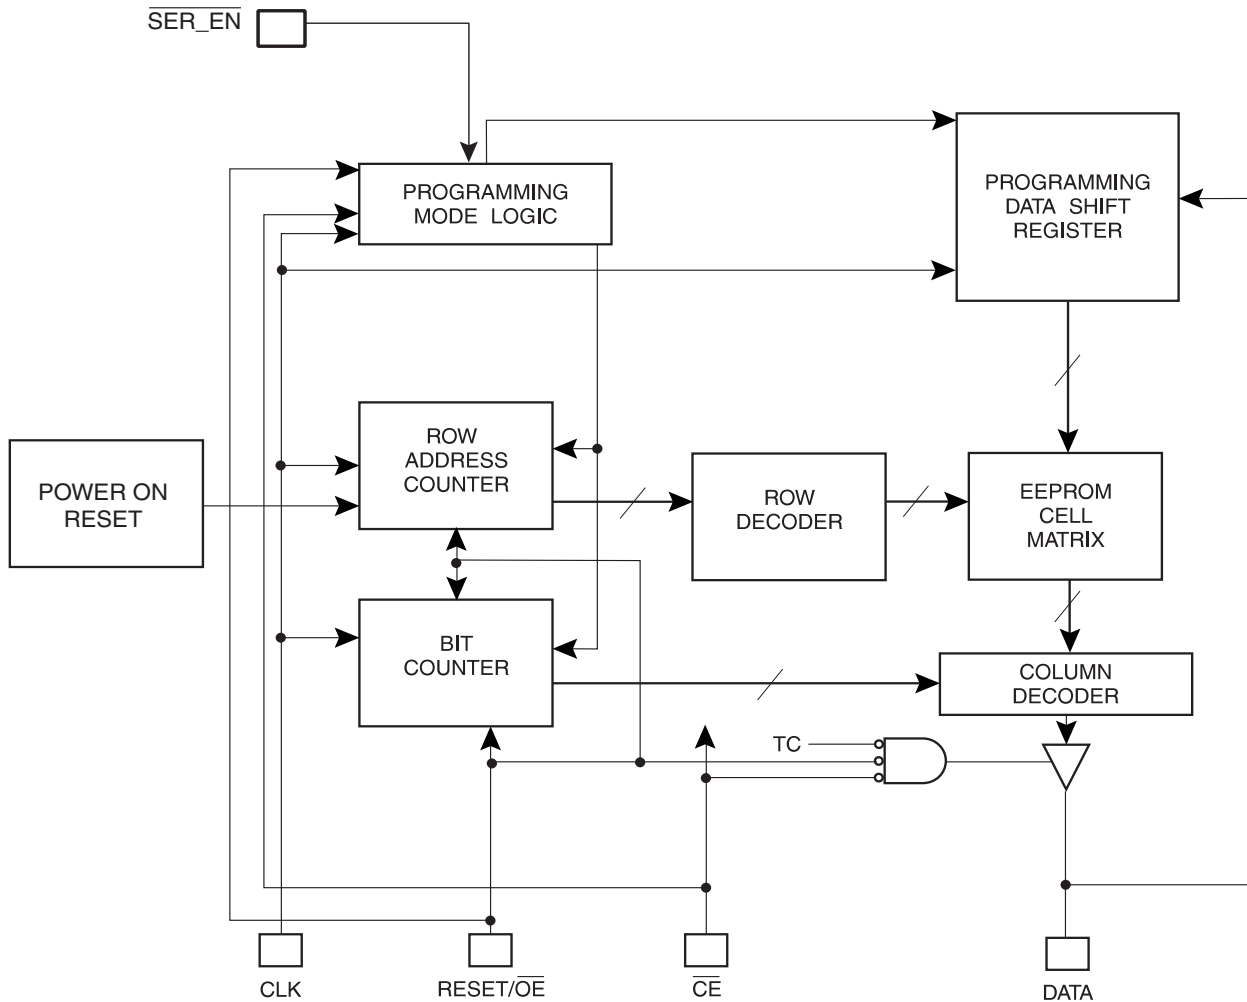 SER_EN
PROGRAMMING
MODE LOGIC
PROGRAMMING
DATA SHIFT
REGISTER
POWER ON
RESET
ROW
ADDRESS
COUNTER
ROW
DECODER
EEPROM
CELL
MATRIX
BIT
COUNTER
COLUMN
DECODER
TC
CLK
RESET/OE
CE
DATA